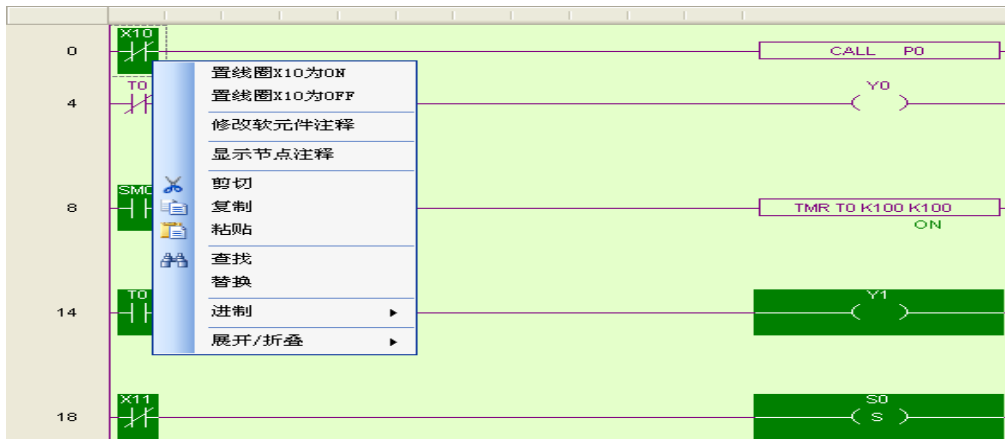 X10
0
CALL P0
置线圈X10为ON
T0
Y0
置线圈X10为OFF
4
修改软元件注释
显示节点注释
剪切
SM0
8
复制
TMR T0 K100 K100
粘贴
ON
查找
替换
T0
Y1
14
进制
展开/折叠
X11
S0
18
S